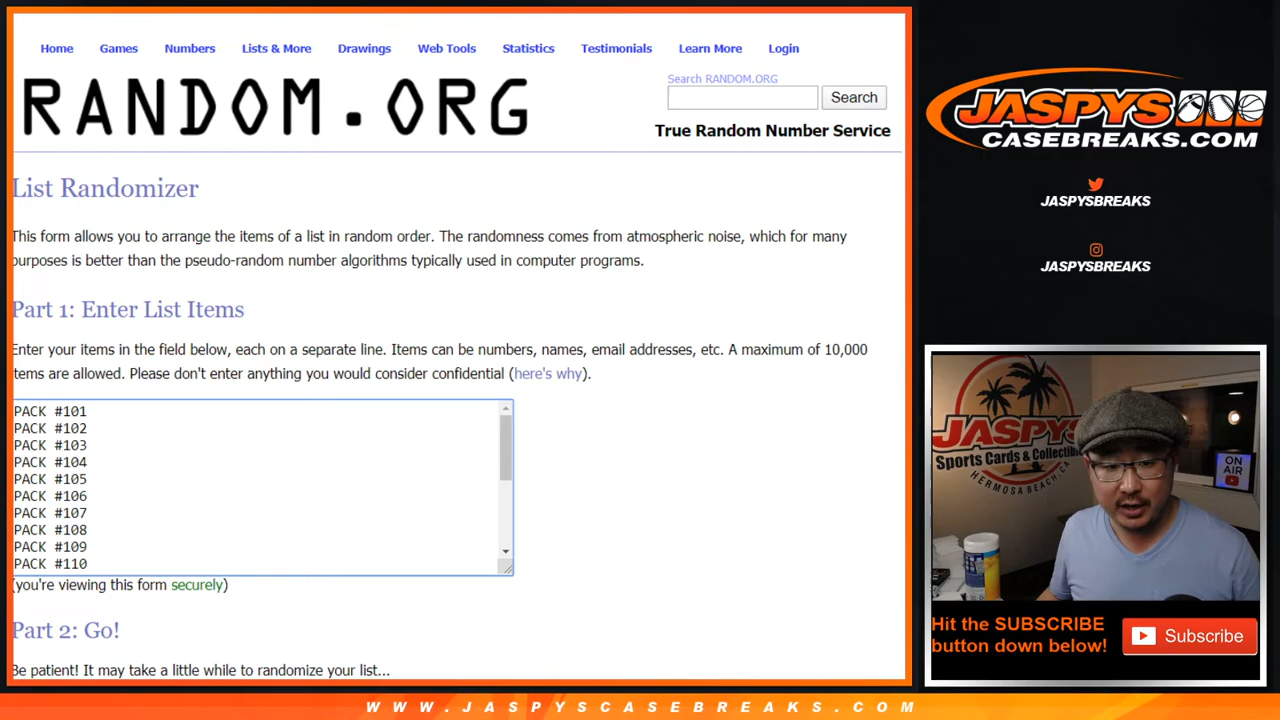 Home Games Numbers Lists & More Drawings Web Tools Statistics Testimonials Learn More Login
RANDOM.ORG
Search RANDOM.ORG
Search
True Random Number Service
List Randomizer
This form allows you to arrange the items of a list in random order. The randomness comes from atmospheric noise, which for many
purposes is better than the pseudo-random number algorithms typically used in computer programs.
Part 1: Enter List Items
Enter your items in the field below, each on a separate line. Items can be numbers, names, email addresses, etc. A maximum of 10,000
items are allowed. Please don't enter anything you would consider confidential (here's why).
PACK #101
PACK #102
PACK #103
PACK #104
PACK #105
PACK #106
PACK #107
PACK #108
PACK #109
PACK #110
(you're viewing this form securely)
Part 2: Go!
Be patient! It may take a little while to randomize your list...
JASPYS
CASEBREAKS.COM
JASPYSBREAKS
JASPYSBREAKS
JASPYS
Sports Cards & Collectibl
HERMOSA BEACH, CA
ON
AIR
Hit the SUBSCRIBE
button down below!
Subscribe
WWW.JASPYSCASEBREAKS.COM